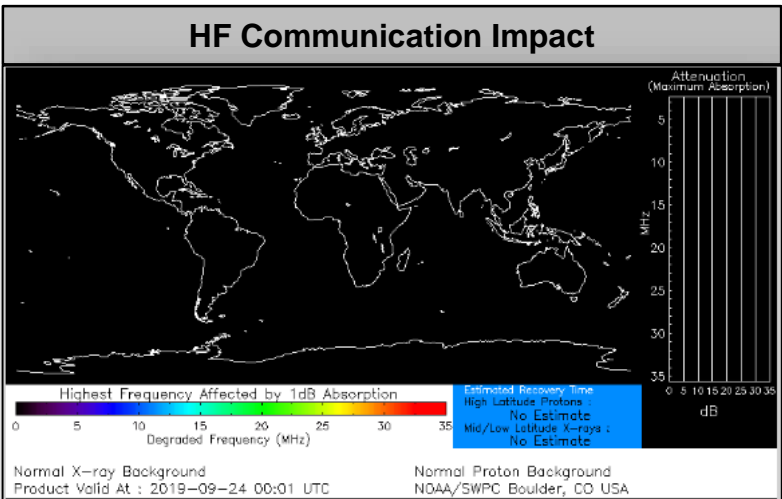 HF Communication Impact
Attenuation
(Maximum Absorption)
5
10
15
20
25
30
35
MHz
0 5 10 15 20 25 30 35
dB
Highest Frequency Affected by 1dB Absorption
0 5 10 15 20 25 30 35
Degraded Frequency (MHz)
Estimated Recovery Time
High Latitude Protons :
No Estimate
Mid/Low Latitude X-rays :
No Estimate
Normal X-ray Background
Product Valid At : 2019-09-24 00:01 UTC
Normal Proton Background
NOAA/SWPC Boulder, CO USA